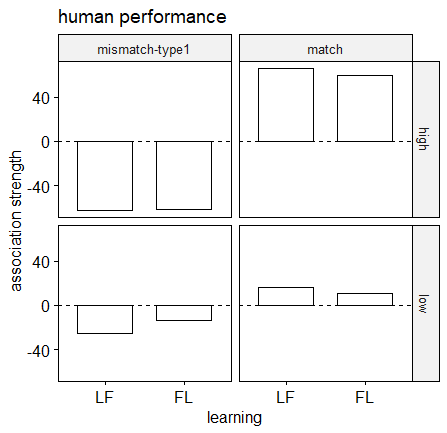 human performance
mismatch-type1
match
association strength
40
0
-40
high
40
0
-40
low
LF
FL
LF
FL
learning